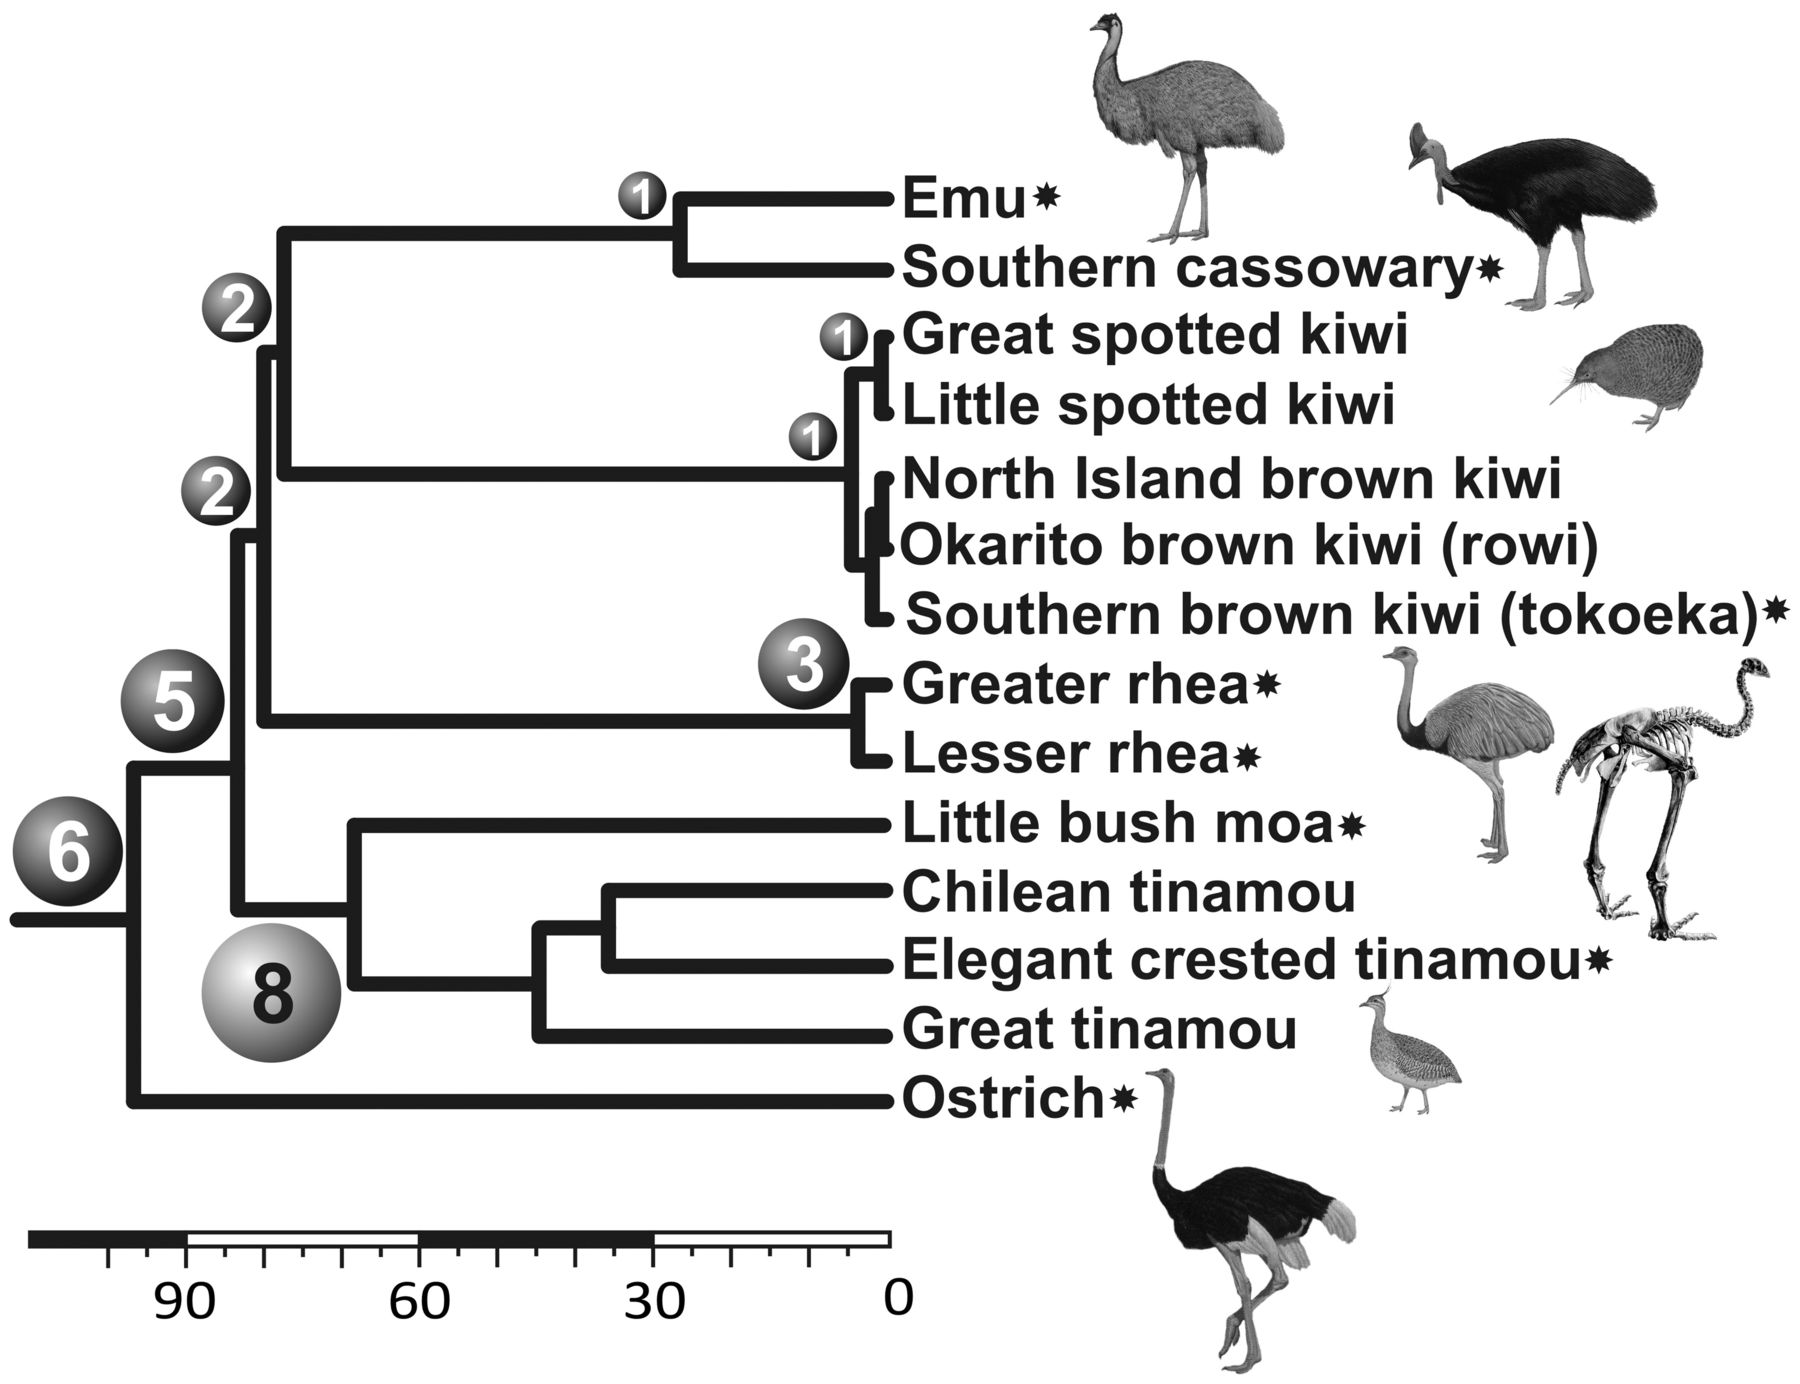 Emu*
1
Southern cassowary*
2
Great spotted kiwi
1
Little spotted kiwi
1
North Island brown kiwi
2
Okarito brown kiwi (rowi)
Southern brown kiwi (tokoeka)*
3
Greater rhea*
5
Lesser rhea*
Little bush moa*
6
Chilean tinamou
Elegant crested tinamou*
8
Great tinamou
Ostrich*
90 60 30 0